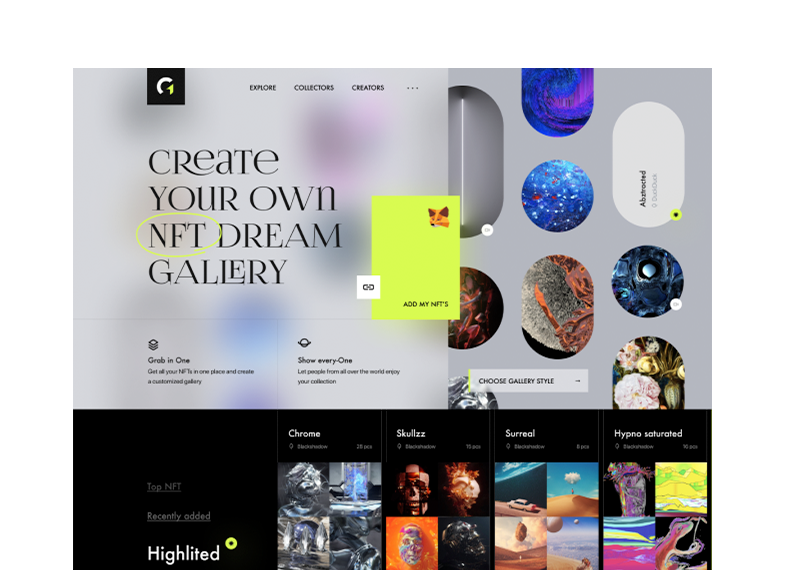 EXPLORE
COLLECTORS
CREATORS
Create
YOUR OWN
NFT DREAM
GALLERY
ADD MY NFT'S
Grab in One
Get all your NFTs in one place and create
a customized gallery
Show every-One
Let people from all over the world enjoy
your collection
Abztracted
DuckDuck
CHOOSE GALLERY STYLE
Top NFT
Recently added
Highlited
Chrome
Blackshadow
28 pcs
Skullzz
Blackshadow
15 pcs
Surreal
Blackshadow
8 pcs
Hypno saturated
Blackshadow
16 pcs